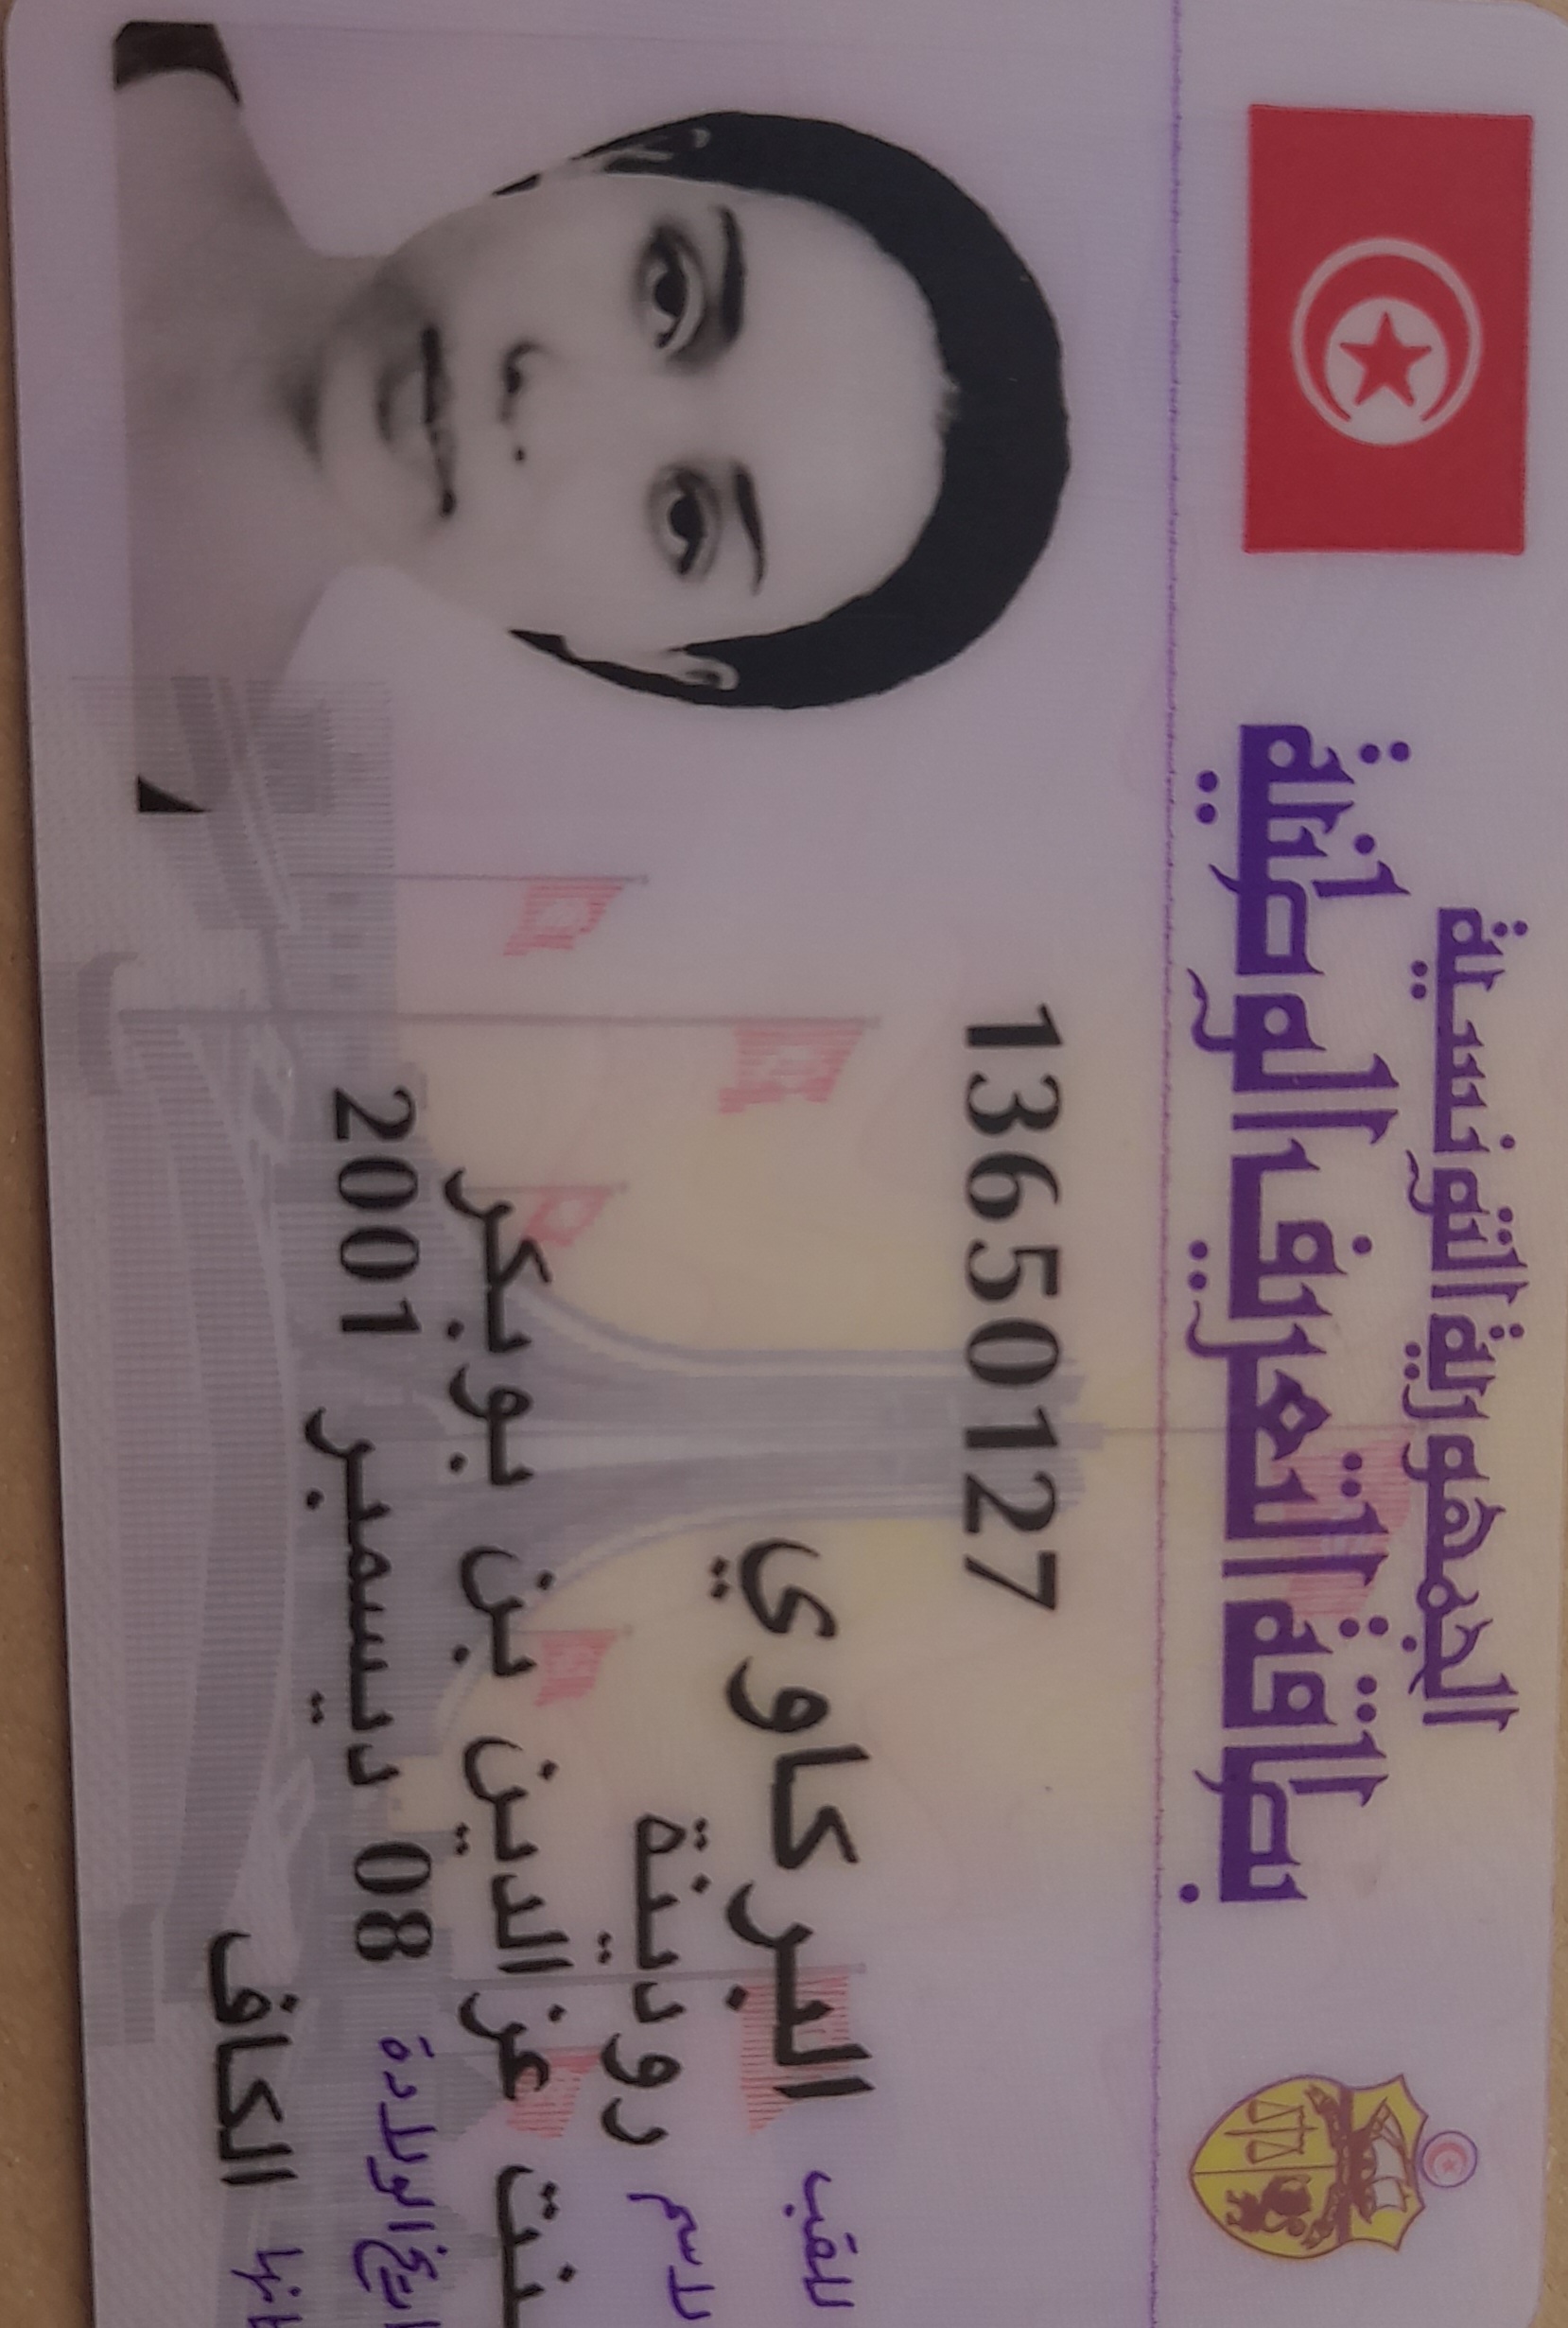 الجمهورية التونسية
بطاقة التعريف الوطنية
13650127
اللقب البركاوي
الاسم رودينة
بنت عز الدين بن بوبكر
تاريخ الولادة 08 ديسمبر 2001
مكانها الكاف